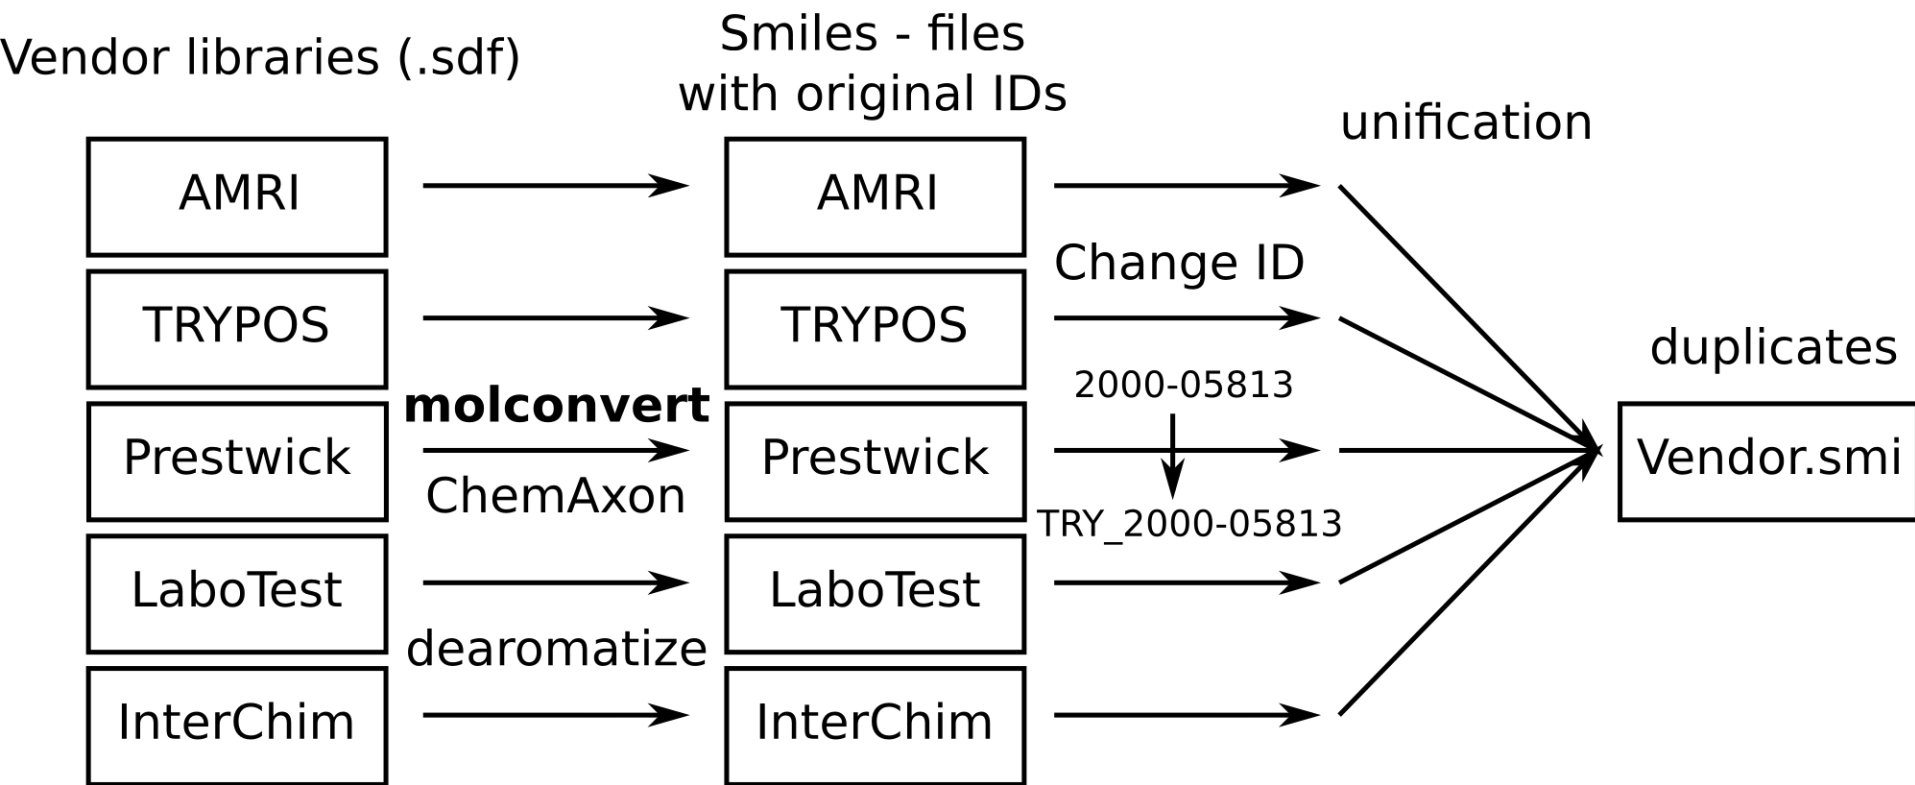 Vendor libraries (.sdf)
AMRI
TRYPOS
Prestwick
LaboTest
InterChim
molconvert
ChemAxon
dearomatize
Smiles - files
with original IDs
AMRI
TRYPOS
Prestwick
LaboTest
InterChim
Change ID
2000-05813
TRY_2000-05813
unification
duplicates
Vendor.smi